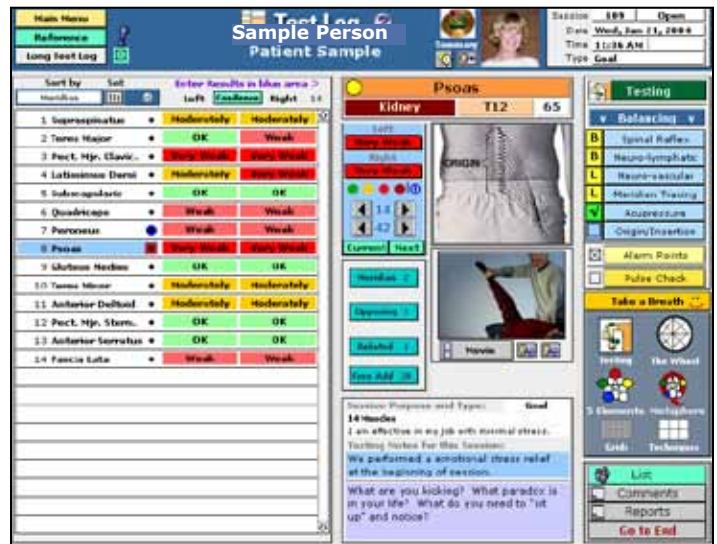 Main Menu
Reference
Long Test Log
Test Log
Sample Person
Patient Sample
Summary
Session 109 Open
Date Wed, Jan 21, 2004
Time 11:36 AM
Type Goal
Sort by Set
Meridian
Enter Results in blue area >
Left Condense Right 14
1 Supraspinatus Moderately Moderately
2 Teres Major OK Weak
3 Pect. Mjr. Clavic. Very Weak Very Weak
4 Latissimus Dorsi Moderately Very Weak
5 Subscapularis OK OK
6 Quadriceps Weak Weak
7 Peroneus Weak Weak
8 Psoas Very Weak Very Weak
9 Gluteus Medius OK OK
10 Teres Minor Moderately Moderately
11 Anterior Deltoid Moderately Moderately
12 Pect. Mjr. Stern. OK OK
13 Anterior Serratus OK OK
14 Fascia Lata Weak Weak
Psoas
Kidney T12 65
Left
Very Weak
Right
Very Weak
14
42
Current Next
ORIGIN
Meridian 2
Opposing
Related
Free Add
Movie
Session Purpose and Type: Goal
14 Muscles
I am effective in my job with minimal stress.
Testing Notes for this Session:
We performed a emotional stress relief
at the beginning of session.
What are you kicking? What paradox is
in your life? What do you need to "sit
up" and notice?
Testing
v Balancing v
B Spinal Reflex
B Neuro-lymphatic
L Neuro-vascular
L Meridian Tracing
Acupressure
Origin/Insertion
Alarm Points
Pulse Check
Take a Breath
Testing The Wheel
5 Elements Metaphors
Grids Techniques
List
Comments
Reports
Go to End